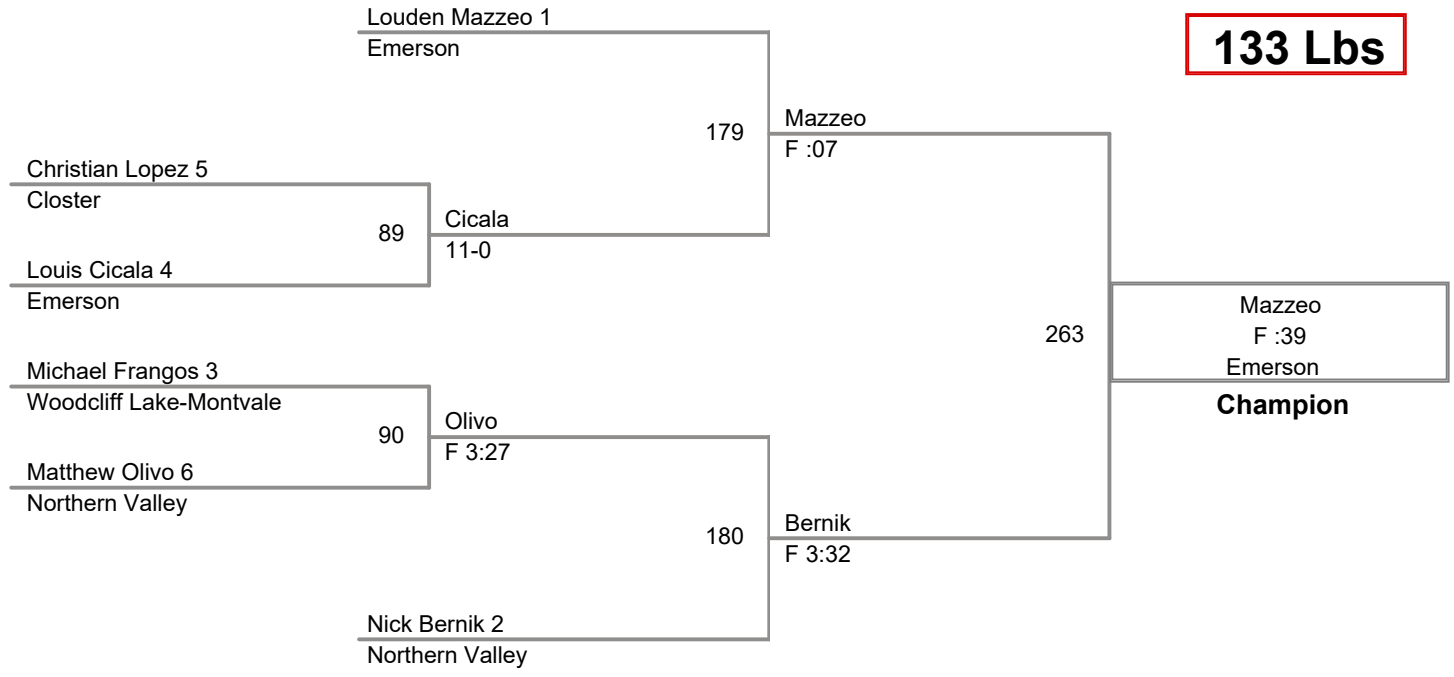 Louden Mazzeo 1
Emerson
133 Lbs
179
Mazzeo
F :07
Christian Lopez 5
Closter
89
Cicala
11-0
Louis Cicala 4
Emerson
263
Mazzeo
F :39
Emerson
Champion
Michael Frangos 3
Woodcliff Lake-Montvale
90
Olivo
F 3:27
Matthew Olivo 6
Northern Valley
180
Bernik
F 3:32
Nick Bernik 2
Northern Valley